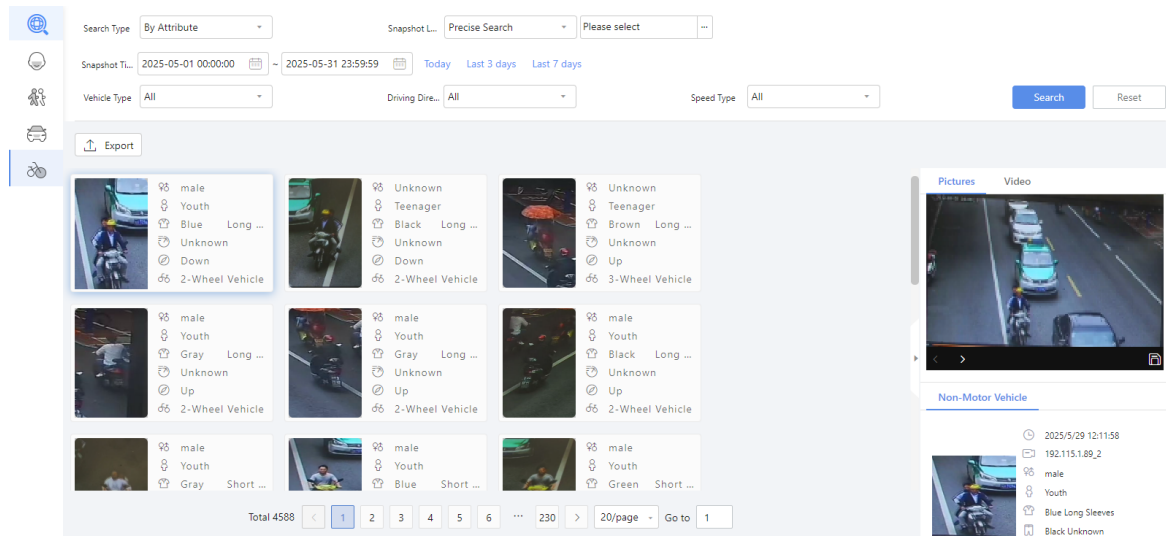 Search Type By Attribute Snapshot L... Precise Search Please select ...
Snapshot Ti... 2025-05-01 00:00:00 ~ 2025-05-31 23:59:59 Today Last 3 days Last 7 days
Vehicle Type All Driving Dire... All Speed Type All Search Reset
Export
male
Youth
Blue Long ...
Unknown
Down
2-Wheel Vehicle
Unknown
Teenager
Black Long ...
Unknown
Down
2-Wheel Vehicle
Unknown
Teenager
Brown Long ...
Unknown
Up
3-Wheel Vehicle
male
Youth
Gray Long ...
Unknown
Up
2-Wheel Vehicle
male
Youth
Gray Long ...
Unknown
Up
2-Wheel Vehicle
male
Youth
Black Long ...
Unknown
Up
2-Wheel Vehicle
male
Youth
Gray Short ...
male
Youth
Blue Short ...
male
Youth
Green Short ...
Total 4588 < 1 2 3 4 5 6 ... 230 > 20/page Go to 1
Pictures Video
Non-Motor Vehicle
2025/5/29 12:11:58
192.115.1.89_2
male
Youth
Blue Long Sleeves
Black Unknown